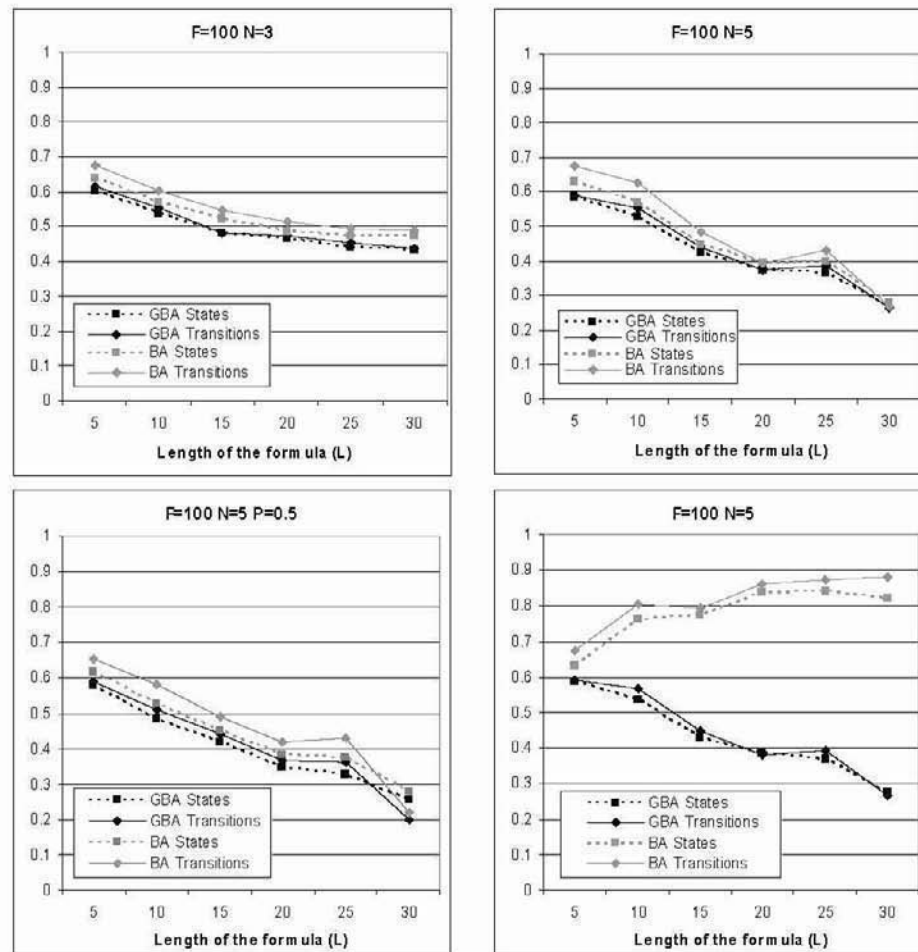 F=100 N=3
1
0.9
0.8
0.7
0.6
0.5
0.4
0.3
0.2
0.1
0
GBA States
GBA Transitions
BA States
BA Transitions
5 10 15 20 25 30
Length of the formula (L)
F=100 N=5
1
0.9
0.8
0.7
0.6
0.5
0.4
0.3
0.2
0.1
0
GBA States
GBA Transitions
BA States
BA Transitions
5 10 15 20 25 30
Length of the formula (L)
F=100 N=5 P=0.5
1
0.9
0.8
0.7
0.6
0.5
0.4
0.3
0.2
0.1
0
GBA States
GBA Transitions
BA States
BA Transitions
5 10 15 20 25 30
Length of the formula (L)
F=100 N=5
1
0.9
0.8
0.7
0.6
0.5
0.4
0.3
0.2
0.1
0
GBA States
GBA Transitions
BA States
BA Transitions
5 10 15 20 25 30
Length of the formula (L)